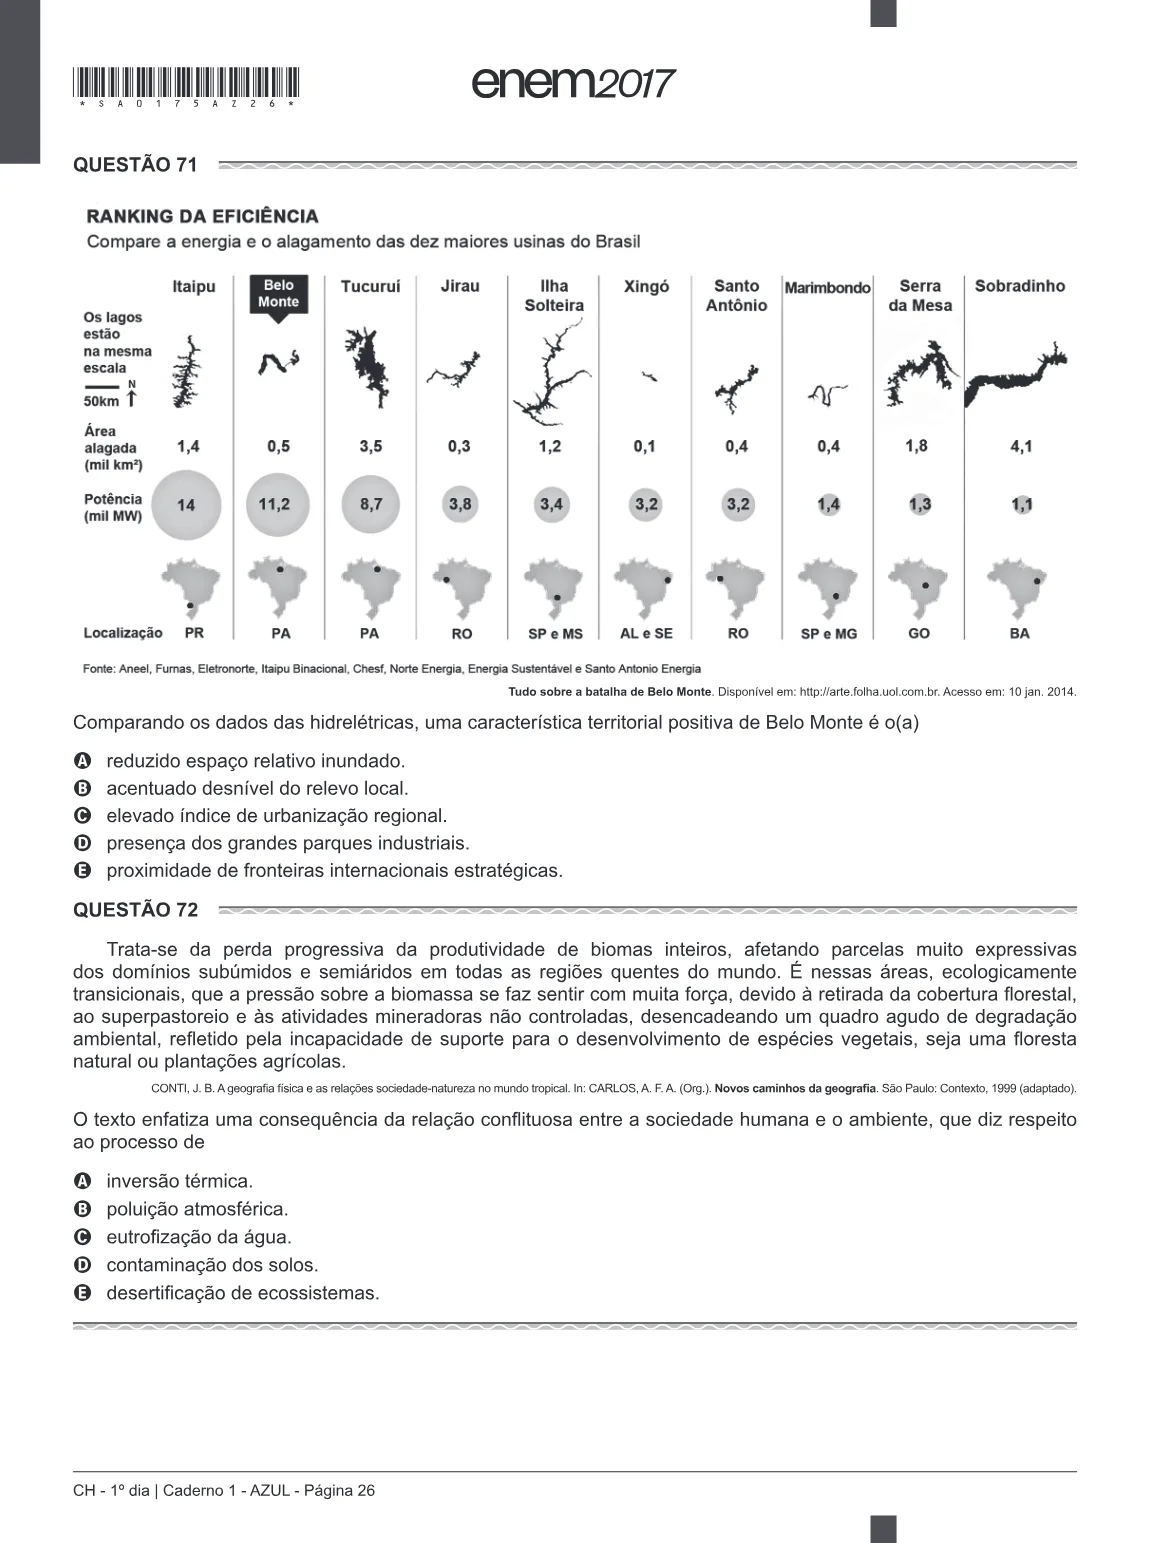 * S A 0 1 7 5 A Z 2 6 *
enem2017
QUESTÃO 71
RANKING DA EFICIÊNCIA
Compare a energia e o alagamento das dez maiores usinas do Brasil
Itaipu Belo Monte Tucuruí Jirau Ilha Solteira Xingó Santo Antônio Marimbondo Serra da Mesa Sobradinho
Os lagos
estão
na mesma
escala
N
50km
Área
alagada
(mil km²)
1,4 0,5 3,5 0,3 1,2 0,1 0,4 0,4 1,8 4,1
Potência
(mil MW)
14 11,2 8,7 3,8 3,4 3,2 3,2 1,4 1,3 1,1
Localização PR PA PA RO SP e MS AL e SE RO SP e MG GO BA
Fonte: Aneel, Furnas, Eletronorte, Itaipu Binacional, Chesf, Norte Energia, Energia Sustentável e Santo Antonio Energia
Tudo sobre a batalha de Belo Monte. Disponível em: http://arte.folha.uol.com.br. Acesso em: 10 jan. 2014.
Comparando os dados das hidrelétricas, uma característica territorial positiva de Belo Monte é o(a)
A reduzido espaço relativo inundado.
B acentuado desnível do relevo local.
C elevado índice de urbanização regional.
D presença dos grandes parques industriais.
E proximidade de fronteiras internacionais estratégicas.
QUESTÃO 72
Trata-se da perda progressiva da produtividade de biomas inteiros, afetando parcelas muito expressivas
dos domínios subúmidos e semiáridos em todas as regiões quentes do mundo. É nessas áreas, ecologicamente
transicionais, que a pressão sobre a biomassa se faz sentir com muita força, devido à retirada da cobertura florestal,
ao superpastoreio e às atividades mineradoras não controladas, desencadeando um quadro agudo de degradação
ambiental, refletido pela incapacidade de suporte para o desenvolvimento de espécies vegetais, seja uma floresta
natural ou plantações agrícolas.
CONTI, J. B. A geografia física e as relações sociedade-natureza no mundo tropical. In: CARLOS, A. F. A. (Org.). Novos caminhos da geografia. São Paulo: Contexto, 1999 (adaptado).
O texto enfatiza uma consequência da relação conflituosa entre a sociedade humana e o ambiente, que diz respeito
ao processo de
A inversão térmica.
B poluição atmosférica.
C eutrofização da água.
D contaminação dos solos.
E desertificação de ecossistemas.
CH - 1º dia | Caderno 1 - AZUL - Página 26